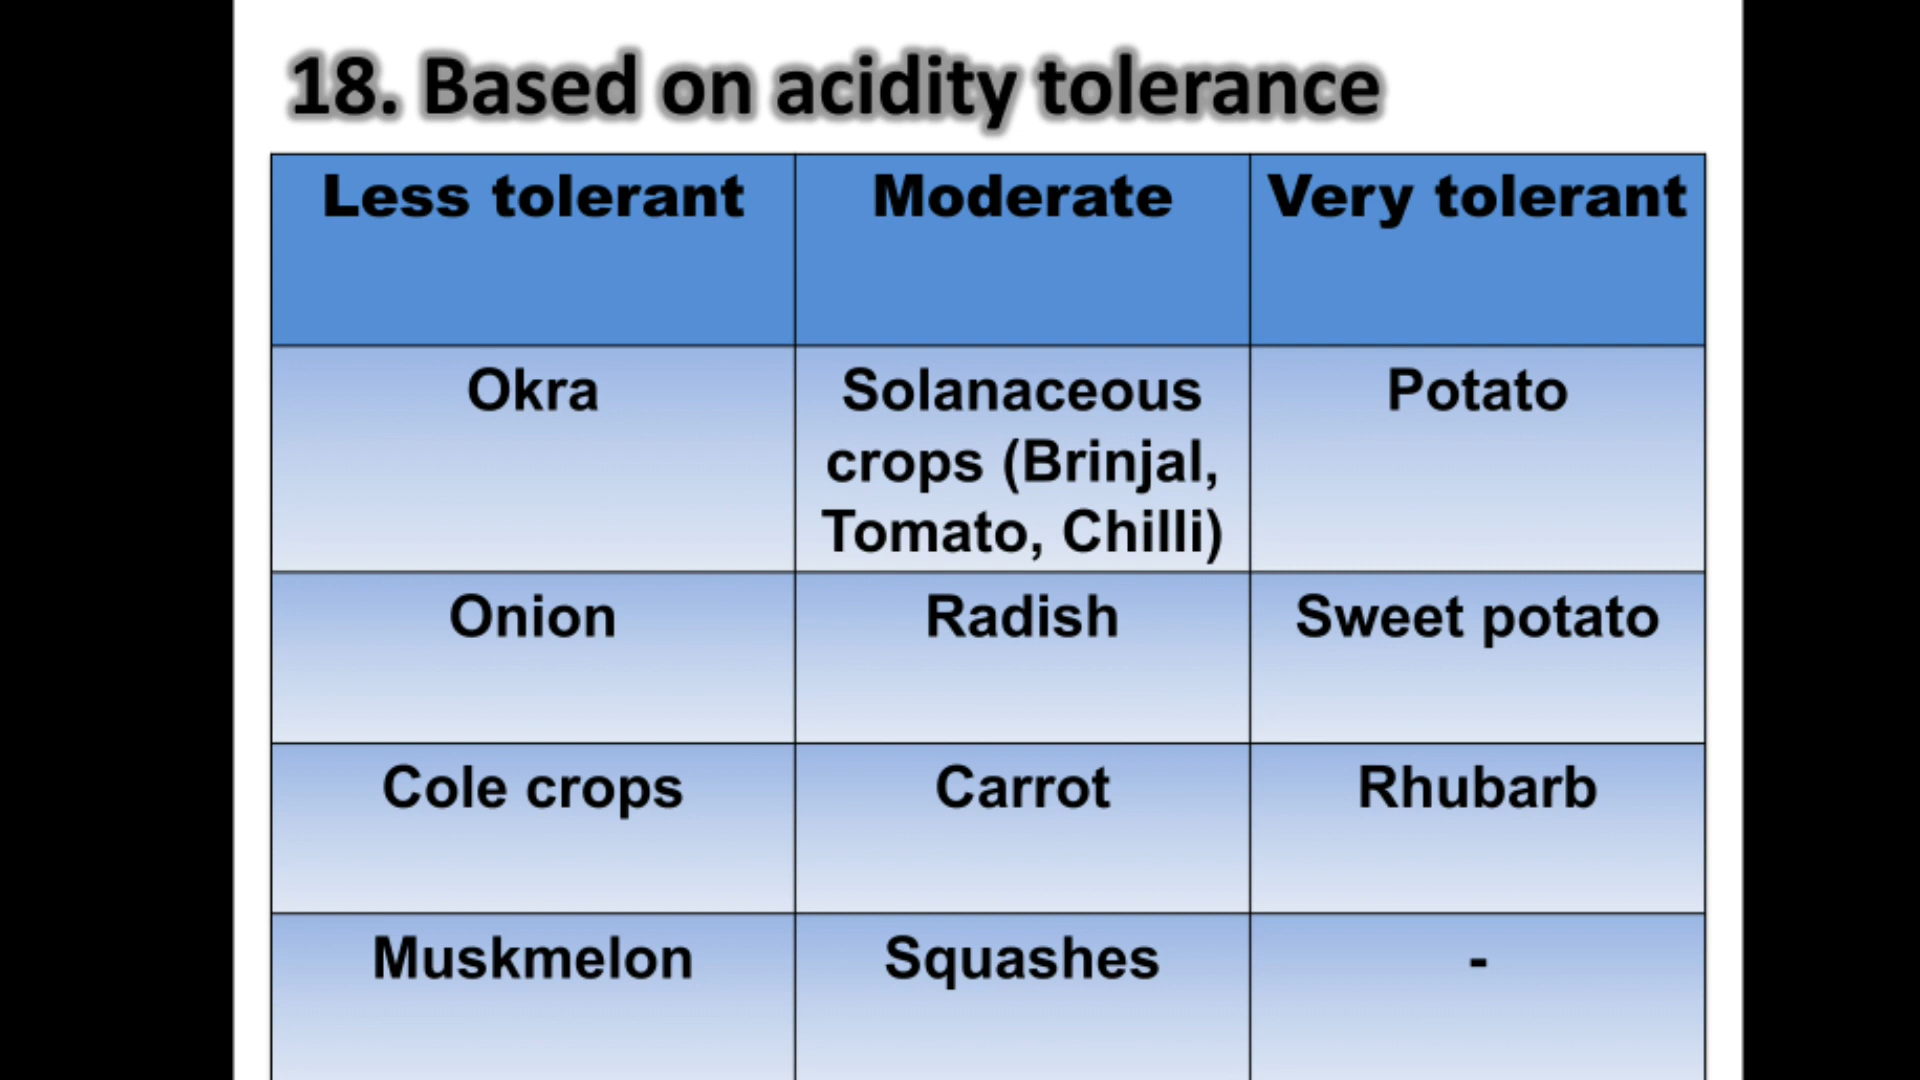 18. Based on acidity tolerance
Less tolerant Moderate Very tolerant
Okra Solanaceous crops (Brinjal, Tomato, Chilli) Potato
Onion Radish Sweet potato
Cole crops Carrot Rhubarb
Muskmelon Squashes -